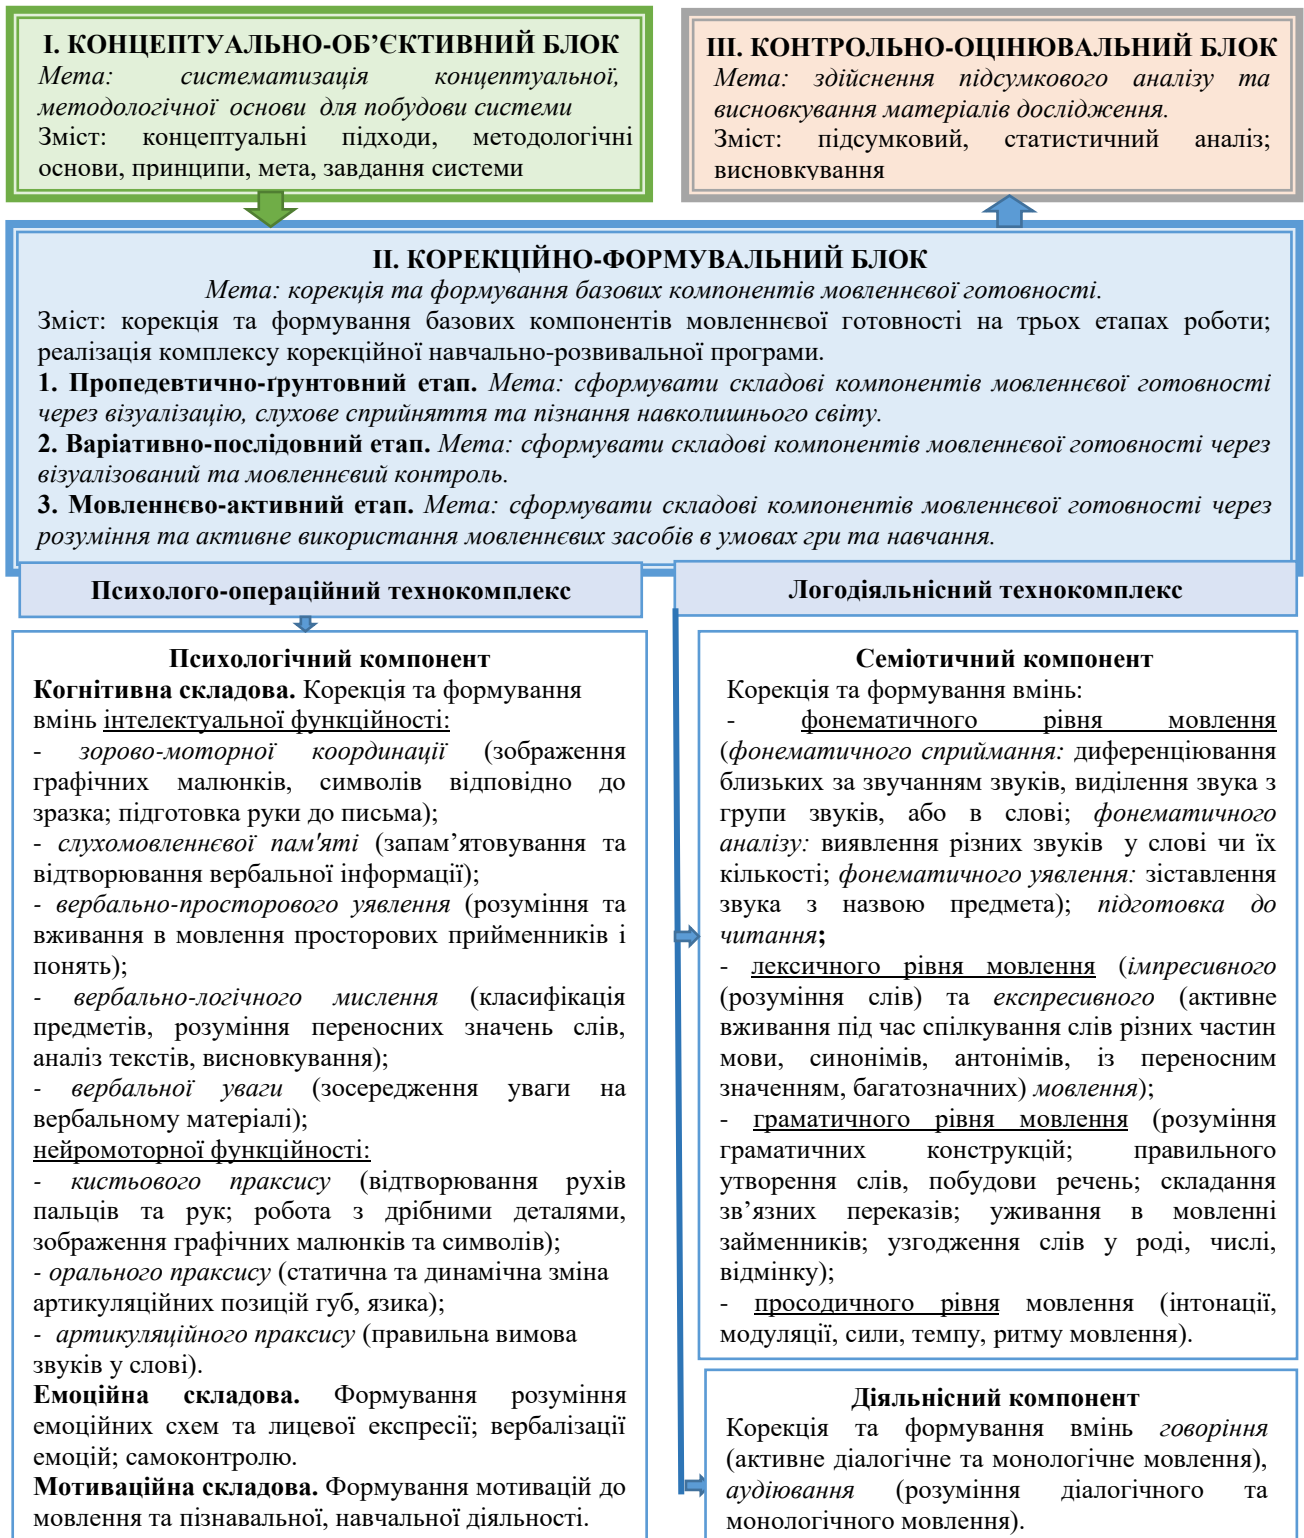 І. КОНЦЕПТУАЛЬНО-ОБ’ЄКТИВНИЙ БЛОК
Мета: систематизація концептуальної,
методологічної основи для побудови системи
Зміст: концептуальні підходи, методологічні
основи, принципи, мета, завдання системи
ІІІ. КОНТРОЛЬНО-ОЦІНЮВАЛЬНИЙ БЛОК
Мета: здійснення підсумкового аналізу та
висновкування матеріалів дослідження.
Зміст: підсумковий, статистичний аналіз;
висновкування
ІІ. КОРЕКЦІЙНО-ФОРМУВАЛЬНИЙ БЛОК
Мета: корекція та формування базових компонентів мовленнєвої готовності.
Зміст: корекція та формування базових компонентів мовленнєвої готовності на трьох етапах роботи;
реалізація комплексу корекційної навчально-розвивальної програми.
1. Пропедевтично-ґрунтовний етап. Мета: сформувати складові компонентів мовленнєвої готовності
через візуалізацію, слухове сприйняття та пізнання навколишнього світу.
2. Варіативно-послідовний етап. Мета: сформувати складові компонентів мовленнєвої готовності через
візуалізований та мовленнєвий контроль.
3. Мовленнєво-активний етап. Мета: сформувати складові компонентів мовленнєвої готовності через
розуміння та активне використання мовленнєвих засобів в умовах гри та навчання.
Психолого-операційний технокомплекс
Логодіяльнісний технокомплекс
Психологічний компонент
Когнітивна складова. Корекція та формування
вмінь інтелектуальної функційності:
- зорово-моторної координації (зображення
графічних малюнків, символів відповідно до
зразка; підготовка руки до письма);
- слухомовленнєвої пам'яті (запам’ятовування та
відтворювання вербальної інформації);
- вербально-просторового уявлення (розуміння та
вживання в мовлення просторових прийменників і
понять);
- вербально-логічного мислення (класифікація
предметів, розуміння переносних значень слів,
аналіз текстів, висновкування);
- вербальної уваги (зосередження уваги на
вербальному матеріалі);
нейромоторної функційності:
- кистьового праксису (відтворювання рухів
пальців та рук; робота з дрібними деталями,
зображення графічних малюнків та символів);
- орального праксису (статична та динамічна зміна
артикуляційних позицій губ, язика);
- артикуляційного праксису (правильна вимова
звуків у слові).
Емоційна складова. Формування розуміння
емоційних схем та лицевої експресії; вербалізації
емоцій; самоконтролю.
Мотиваційна складова. Формування мотивацій до
мовлення та пізнавальної, навчальної діяльності.
Семіотичний компонент
Корекція та формування вмінь:
- фонематичного рівня мовлення
(фонематичного сприймання: диференціювання
близьких за звучанням звуків, виділення звука з
групи звуків, або в слові; фонематичного
аналізу: виявлення різних звуків у слові чи їх
кількості; фонематичного уявлення: зіставлення
звука з назвою предмета); підготовка до
читання;
- лексичного рівня мовлення (імпресивного
(розуміння слів) та експресивного (активне
вживання під час спілкування слів різних частин
мови, синонімів, антонімів, із переносним
значенням, багатозначних) мовлення);
- граматичного рівня мовлення (розуміння
граматичних конструкцій; правильного
утворення слів, побудови речень; складання
зв’язних переказів; уживання в мовленні
займенників; узгодження слів у роді, числі,
відмінку);
- просодичного рівня мовлення (інтонації,
модуляції, сили, темпу, ритму мовлення).
Діяльнісний компонент
Корекція та формування вмінь говоріння
(активне діалогічне та монологічне мовлення),
аудіювання (розуміння діалогічного та
монологічного мовлення).